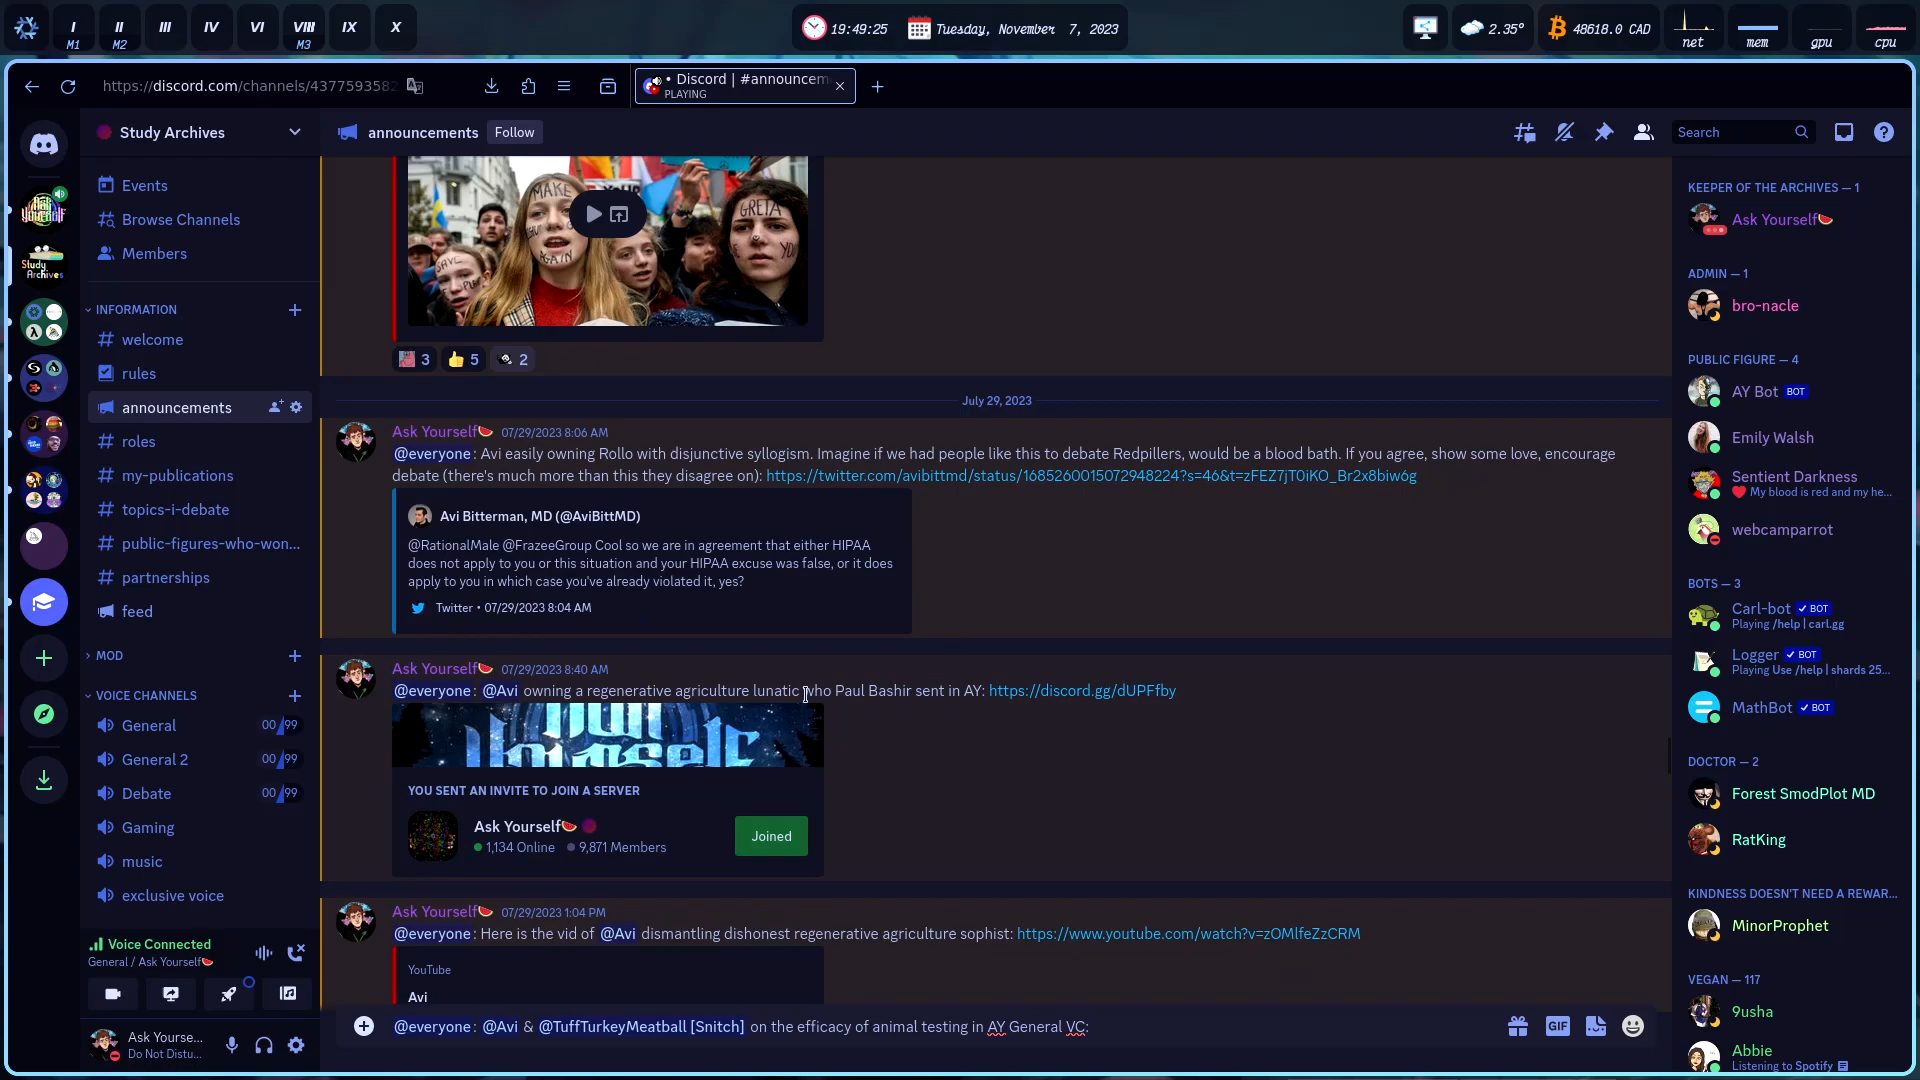 I
M1
II
M2
III
IV
VI
VIII
M3
IX
X
19:49:25
Tuesday, November 7, 2023
2.35°
48618.0 CAD
net
mem
gpu
cpu
https://discord.com/channels/4377593582
• Discord | #announcem
PLAYING
Study Archives
announcements
Follow
Search
Events
Browse Channels
Members
INFORMATION
welcome
rules
announcements
roles
my-publications
topics-i-debate
public-figures-who-won...
partnerships
feed
MOD
VOICE CHANNELS
General
00 99
General 2
00 99
Debate
00 99
Gaming
music
exclusive voice
Voice Connected
General / Ask Yourself🍉
Ask Yourse...
Do Not Distu...
MAKE
AGAIN
SAVE
GRETA
YO
3
👍 5
2
July 29, 2023
Ask Yourself🍉 07/29/2023 8:06 AM
@everyone: Avi easily owning Rollo with disjunctive syllogism. Imagine if we had people like this to debate Redpillers, would be a blood bath. If you agree, show some love, encourage
debate (there's much more than this they disagree on): https://twitter.com/avibittmd/status/1685260015072948224?s=46&t=zFEZ7jT0iKO_Br2x8biw6g
Avi Bitterman, MD (@AviBittMD)
@RationalMale @FrazeeGroup Cool so we are in agreement that either HIPAA
does not apply to you or this situation and your HIPAA excuse was false, or it does
apply to you in which case you've already violated it, yes?
Twitter • 07/29/2023 8:04 AM
Ask Yourself🍉 07/29/2023 8:40 AM
@everyone: @Avi owning a regenerative agriculture lunatic who Paul Bashir sent in AY: https://discord.gg/dUPFfby
YOU SENT AN INVITE TO JOIN A SERVER
Ask Yourself🍉
1,134 Online 9,871 Members
Joined
Ask Yourself🍉 07/29/2023 1:04 PM
@everyone: Here is the vid of @Avi dismantling dishonest regenerative agriculture sophist: https://www.youtube.com/watch?v=zOMlfeZzCRM
YouTube
Avi
@everyone: @Avi & @TuffTurkeyMeatball [Snitch] on the efficacy of animal testing in AY General VC:
GIF
KEEPER OF THE ARCHIVES — 1
Ask Yourself🍉
ADMIN — 1
bro-nacle
PUBLIC FIGURE — 4
AY Bot BOT
Emily Walsh
Sentient Darkness
❤️ My blood is red and my he...
webcamparrot
BOTS — 3
Carl-bot ✓ BOT
Playing /help | carl.gg
Logger ✓ BOT
Playing Use /help | shards 25...
MathBot ✓ BOT
DOCTOR — 2
Forest SmodPlot MD
RatKing
KINDNESS DOESN'T NEED A REWAR...
MinorProphet
VEGAN — 117
9usha
Abbie
Listening to Spotify